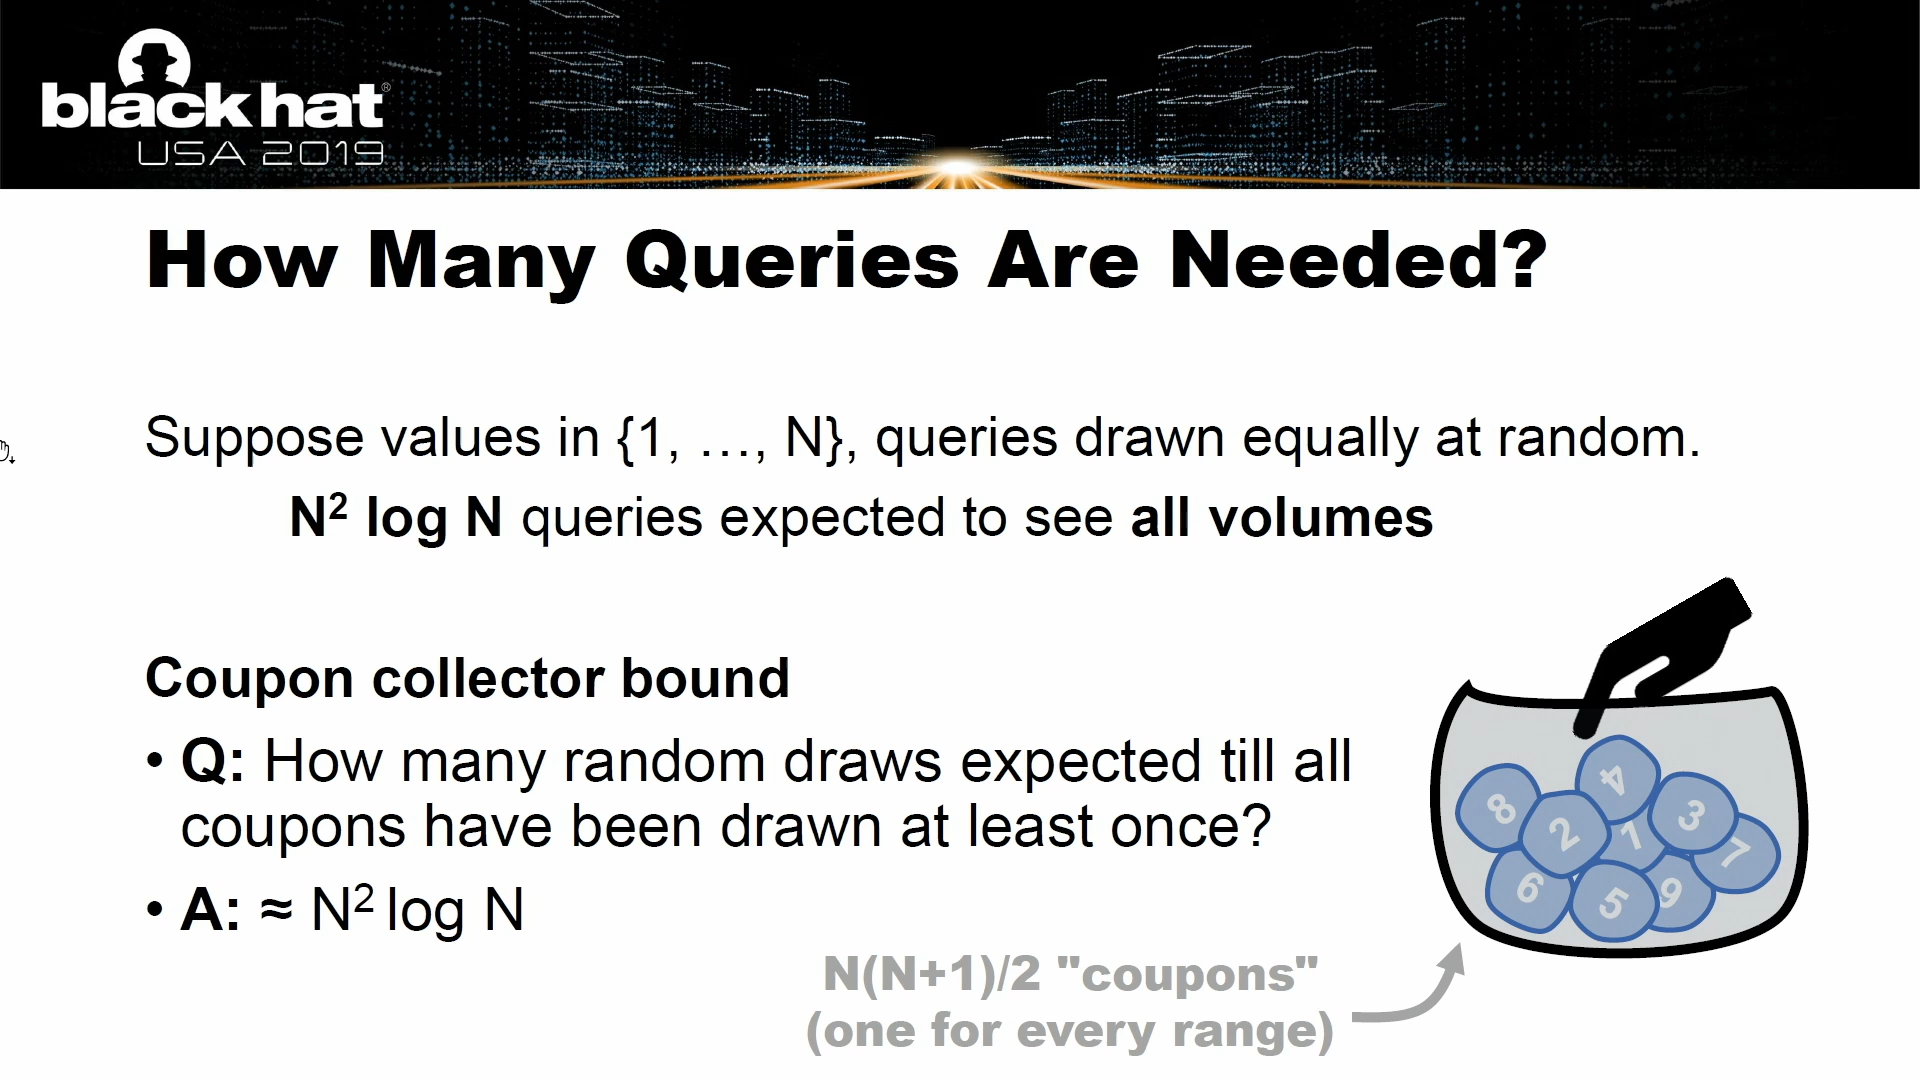 black hat®
USA 2019
How Many Queries Are Needed?
Suppose values in {1, …, N}, queries drawn equally at random.
N² log N queries expected to see all volumes
Coupon collector bound
• Q: How many random draws expected till all
coupons have been drawn at least once?
• A: ≈ N² log N
4
8
2
1
3
7
6
5
9
N(N+1)/2 "coupons"
(one for every range)